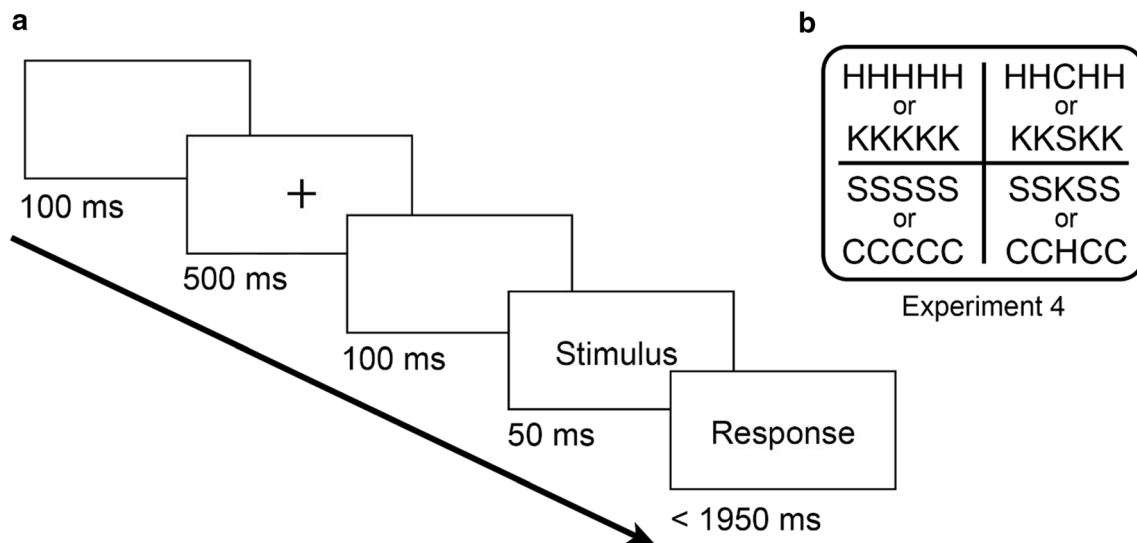 a
100 ms
+
500 ms
100 ms
Stimulus
50 ms
Response
< 1950 ms
b
HHHHH HHCHH
or or
KKKKK KKSKK
SSSSS SSKSS
or or
CCCCC CCHCC
Experiment 4